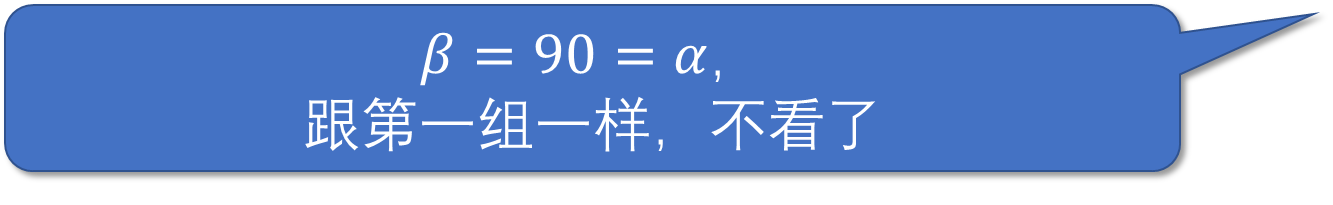 β = 90 = α,
跟第一组一样，不看了